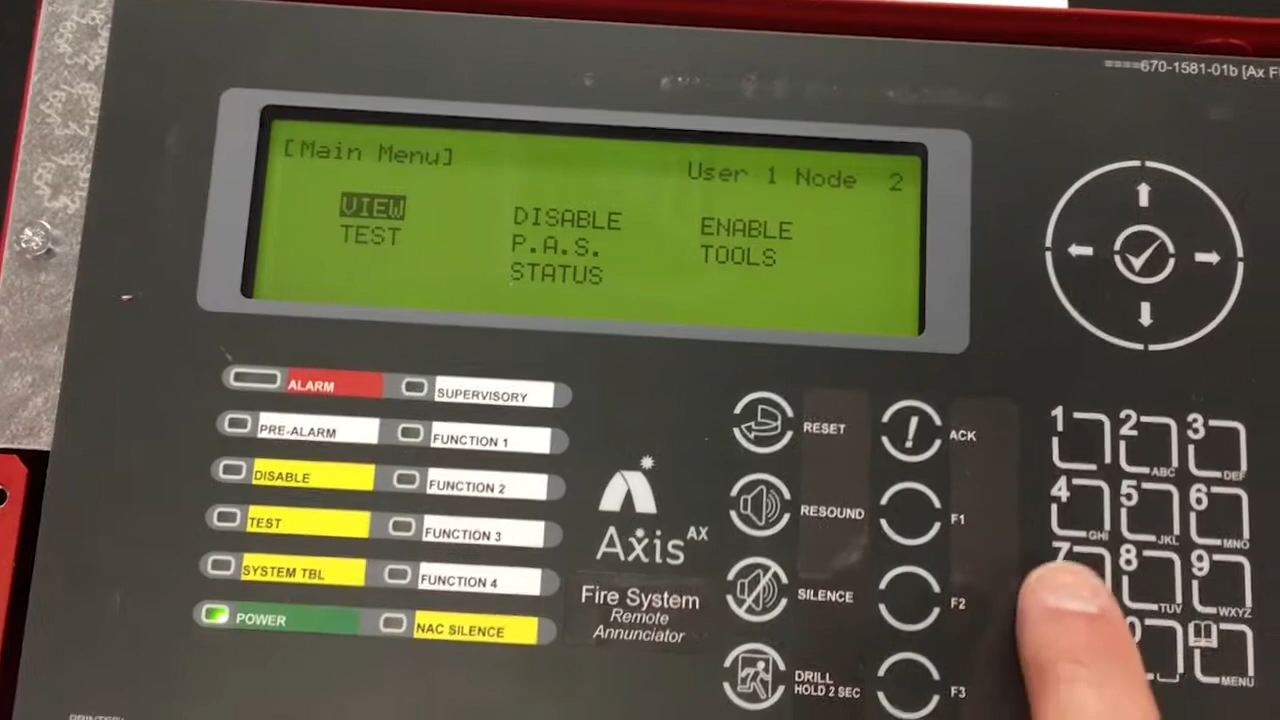 ====670-1581-01b [Ax
[Main Menu]
User 1 Node 2
VIEW DISABLE ENABLE
TEST P.A.S. TOOLS
STATUS
ALARM SUPERVISORY
PRE-ALARM FUNCTION 1
DISABLE FUNCTION 2
TEST FUNCTION 3
SYSTEM TBL FUNCTION 4
POWER NAC SILENCE
Axis AX
Fire System
Remote
Annunciator
RESET ACK
RESOUND F1
SILENCE F2
DRILL
HOLD 2 SEC
F3
1 2 ABC 3 DEF
4 GHI 5 JKL 6 MNO
7 8 TUV 9 WXYZ
0 MENU